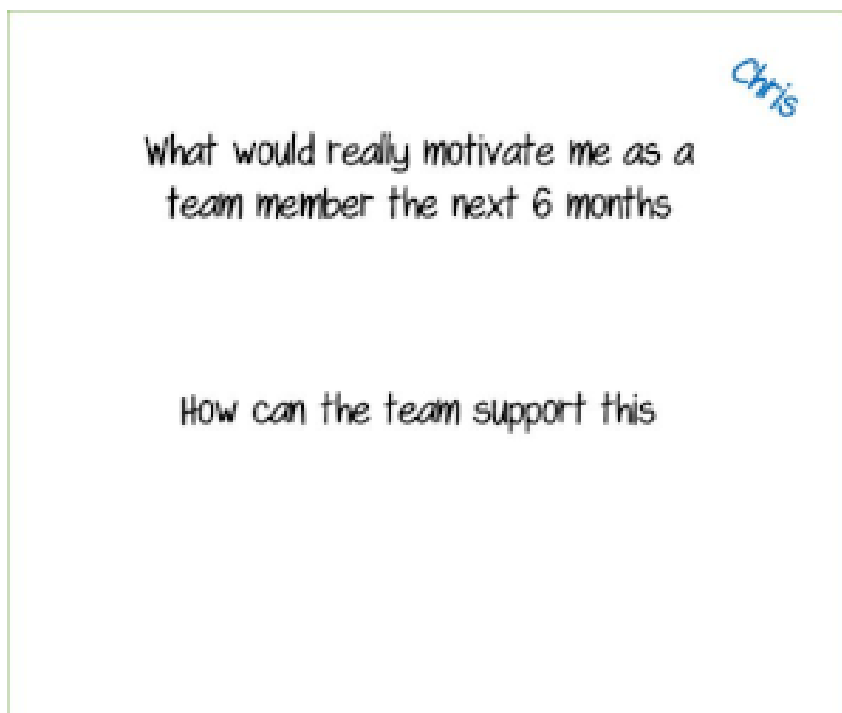 Chris
What would really motivate me as a
team member the next 6 months
How can the team support this